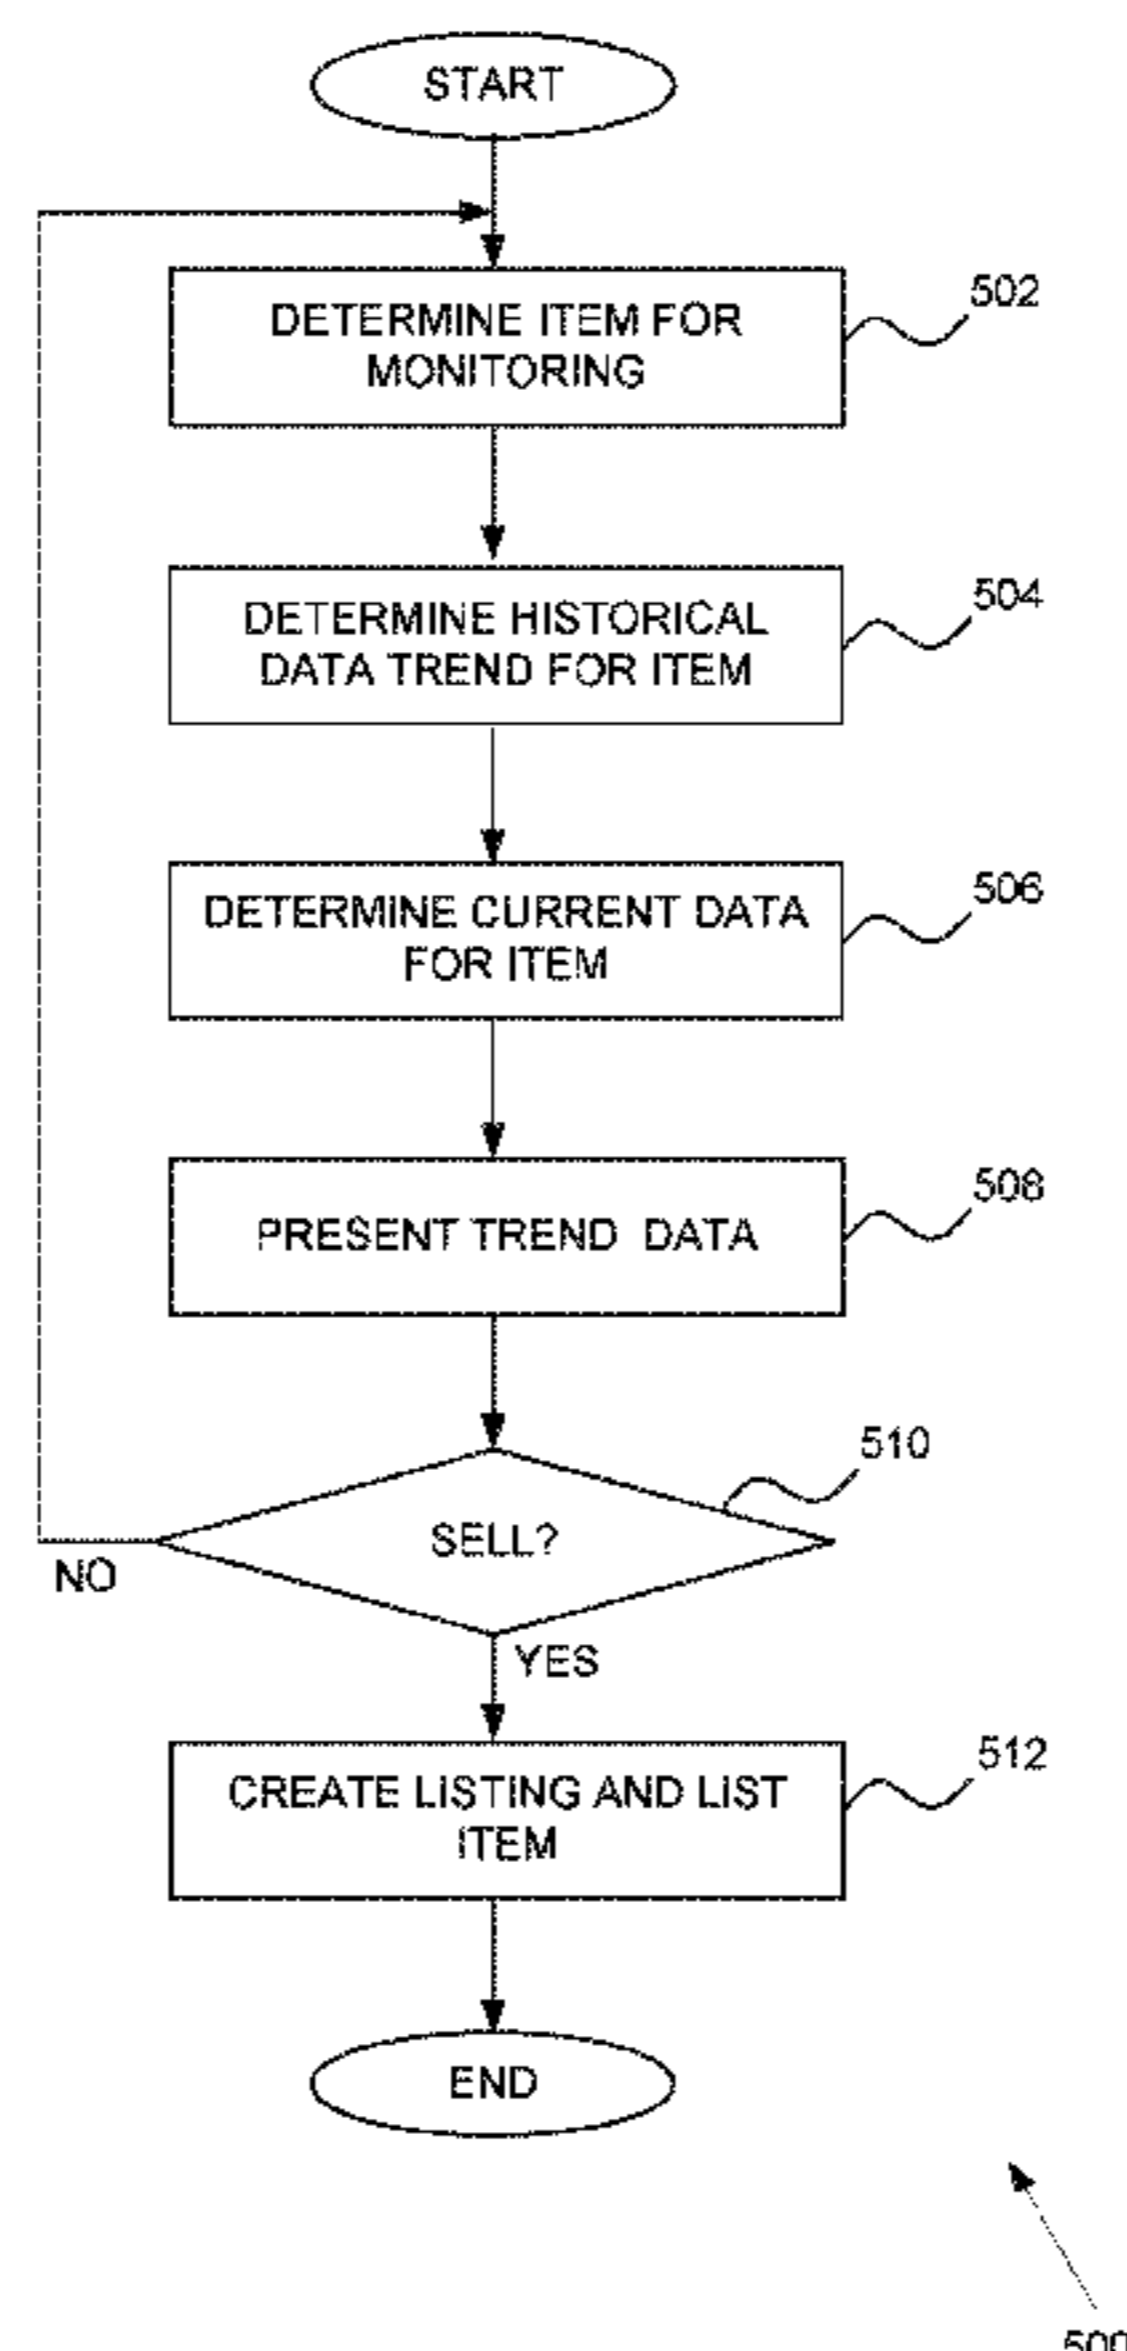 START
DETERMINE ITEM FOR
MONITORING
502
DETERMINE HISTORICAL
DATA TREND FOR ITEM
504
DETERMINE CURRENT DATA
FOR ITEM
506
PRESENT TREND DATA
508
SELL?
510
NO
YES
CREATE LISTING AND LIST
ITEM
512
END
500